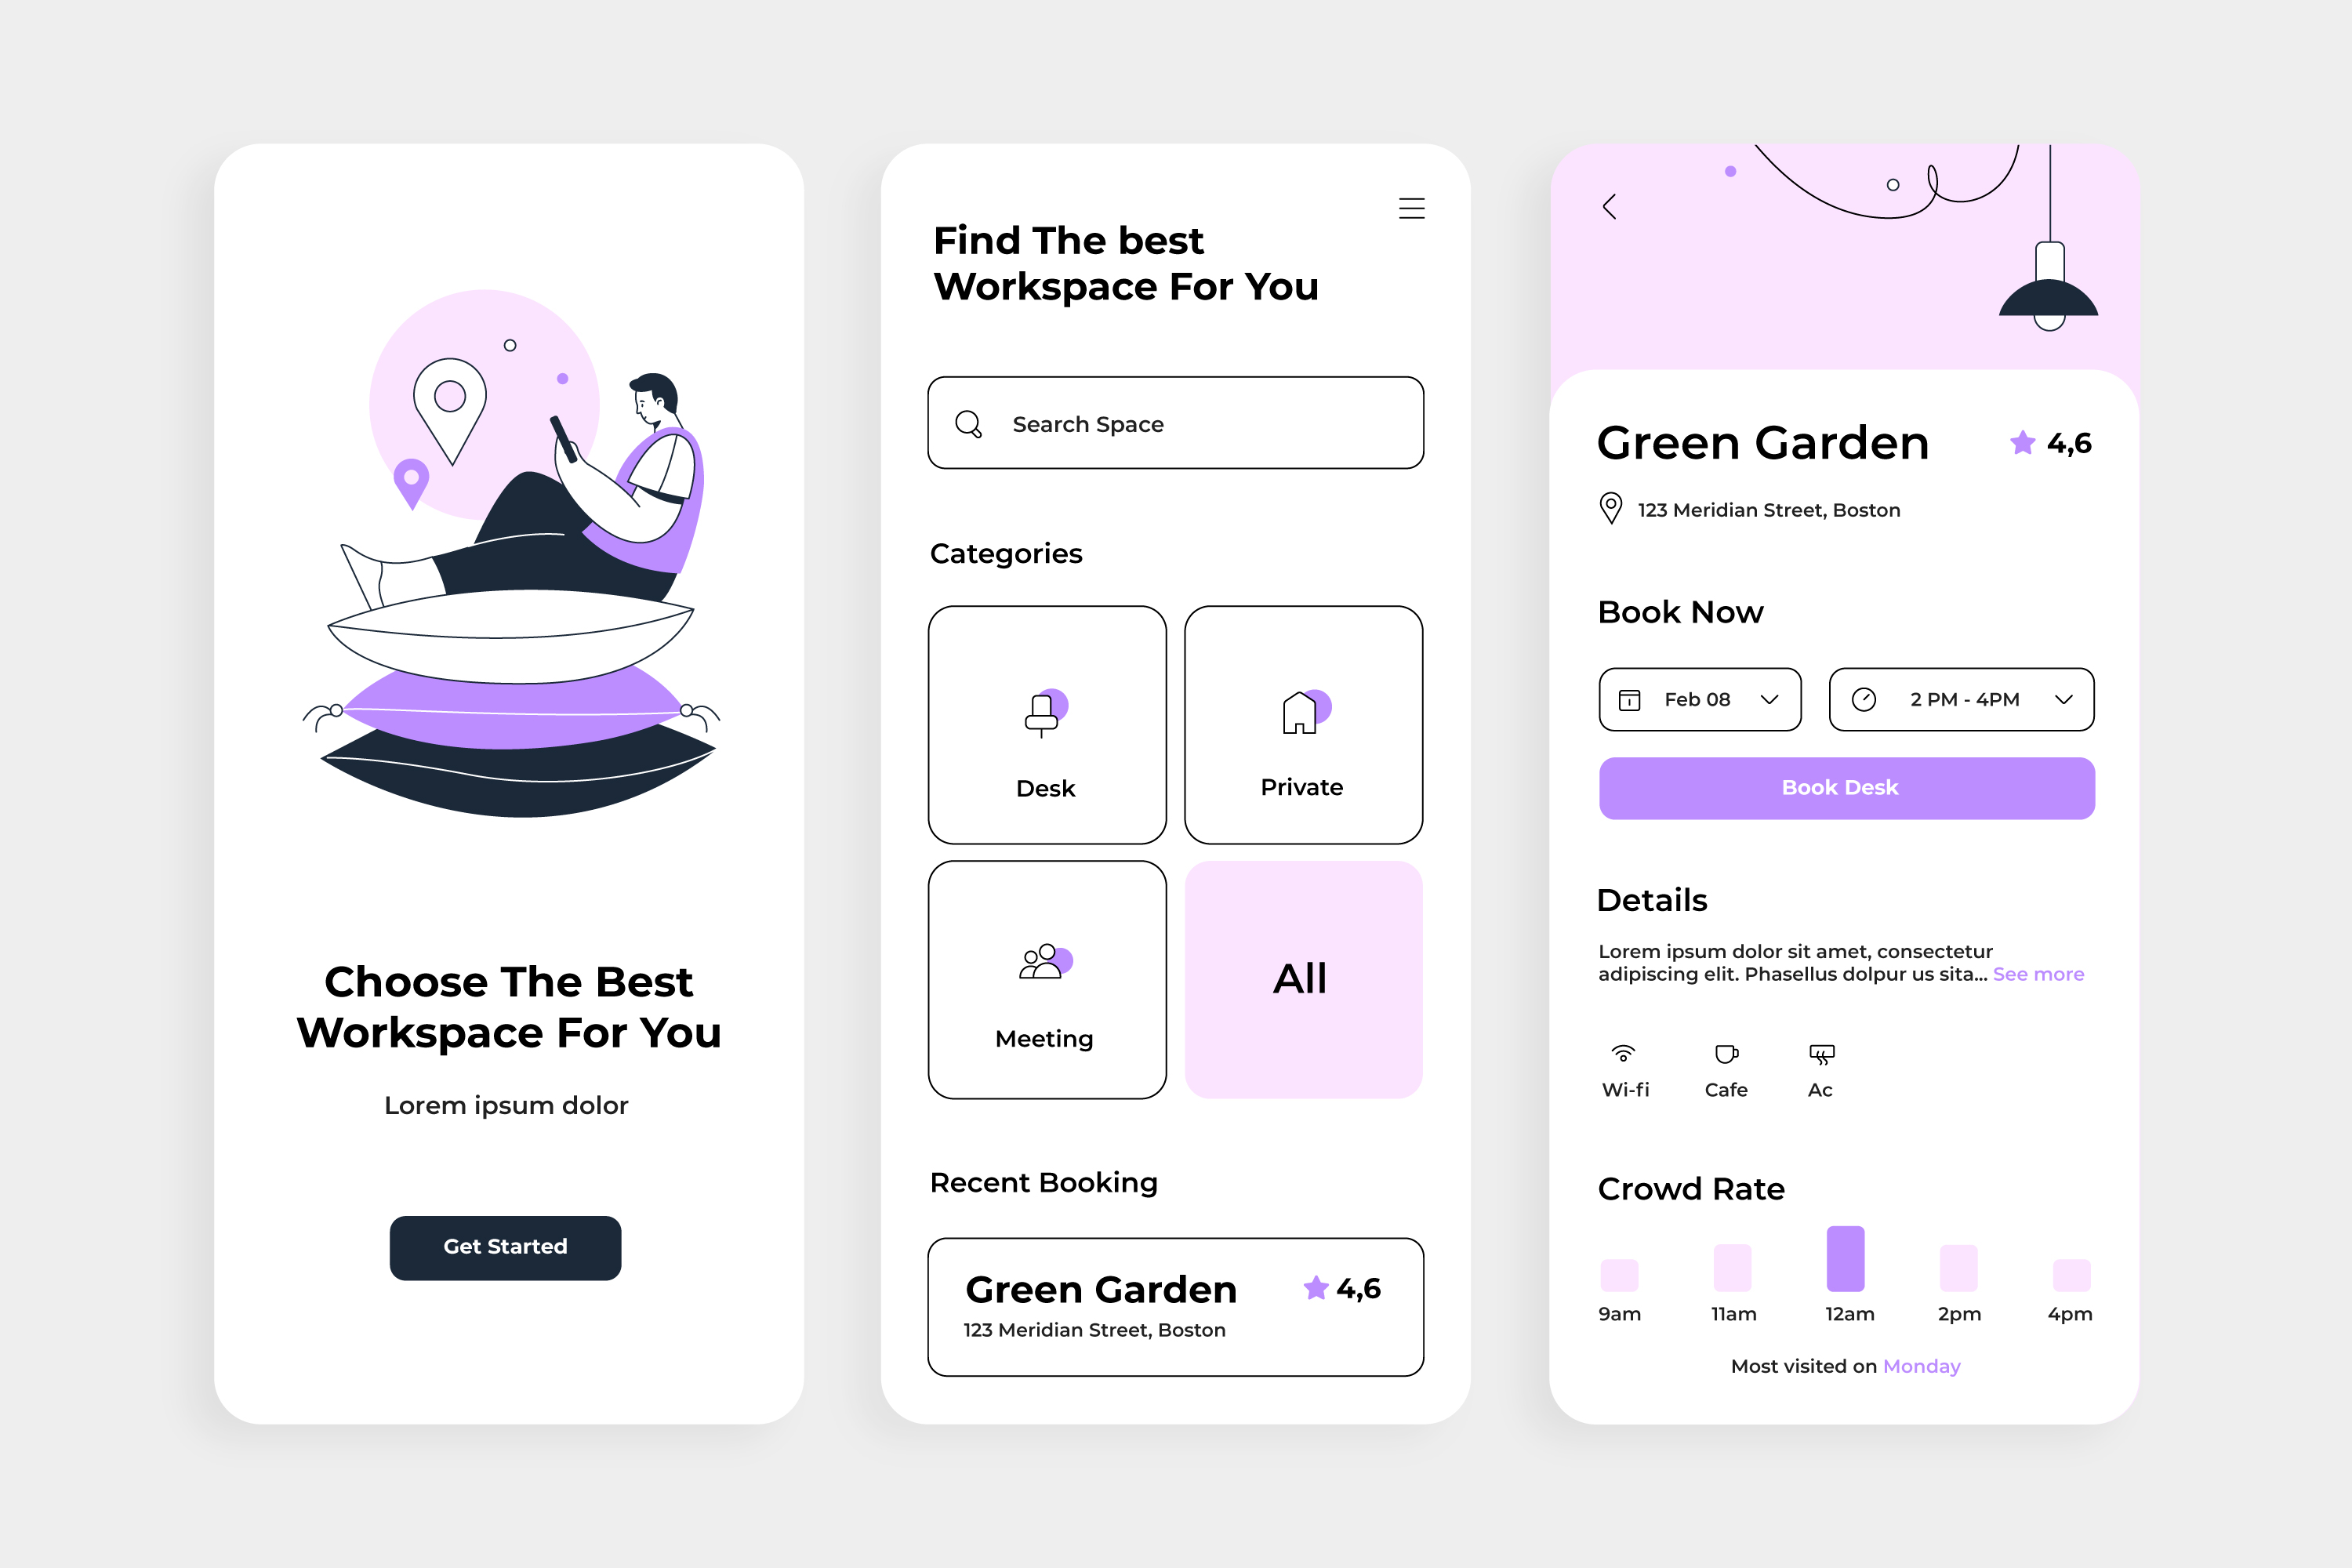 Choose The Best
Workspace For You
Lorem ipsum dolor
Get Started
Find The best
Workspace For You
Search Space
Categories
Desk
Private
Meeting
All
Recent Booking
Green Garden
4,6
123 Meridian Street, Boston
Green Garden
4,6
123 Meridian Street, Boston
Book Now
Feb 08
2 PM - 4PM
Book Desk
Details
Lorem ipsum dolor sit amet, consectetur
adipiscing elit. Phasellus dolpur us sita... See more
Wi-fi
Cafe
Ac
Crowd Rate
9am
11am
12am
2pm
4pm
Most visited on Monday